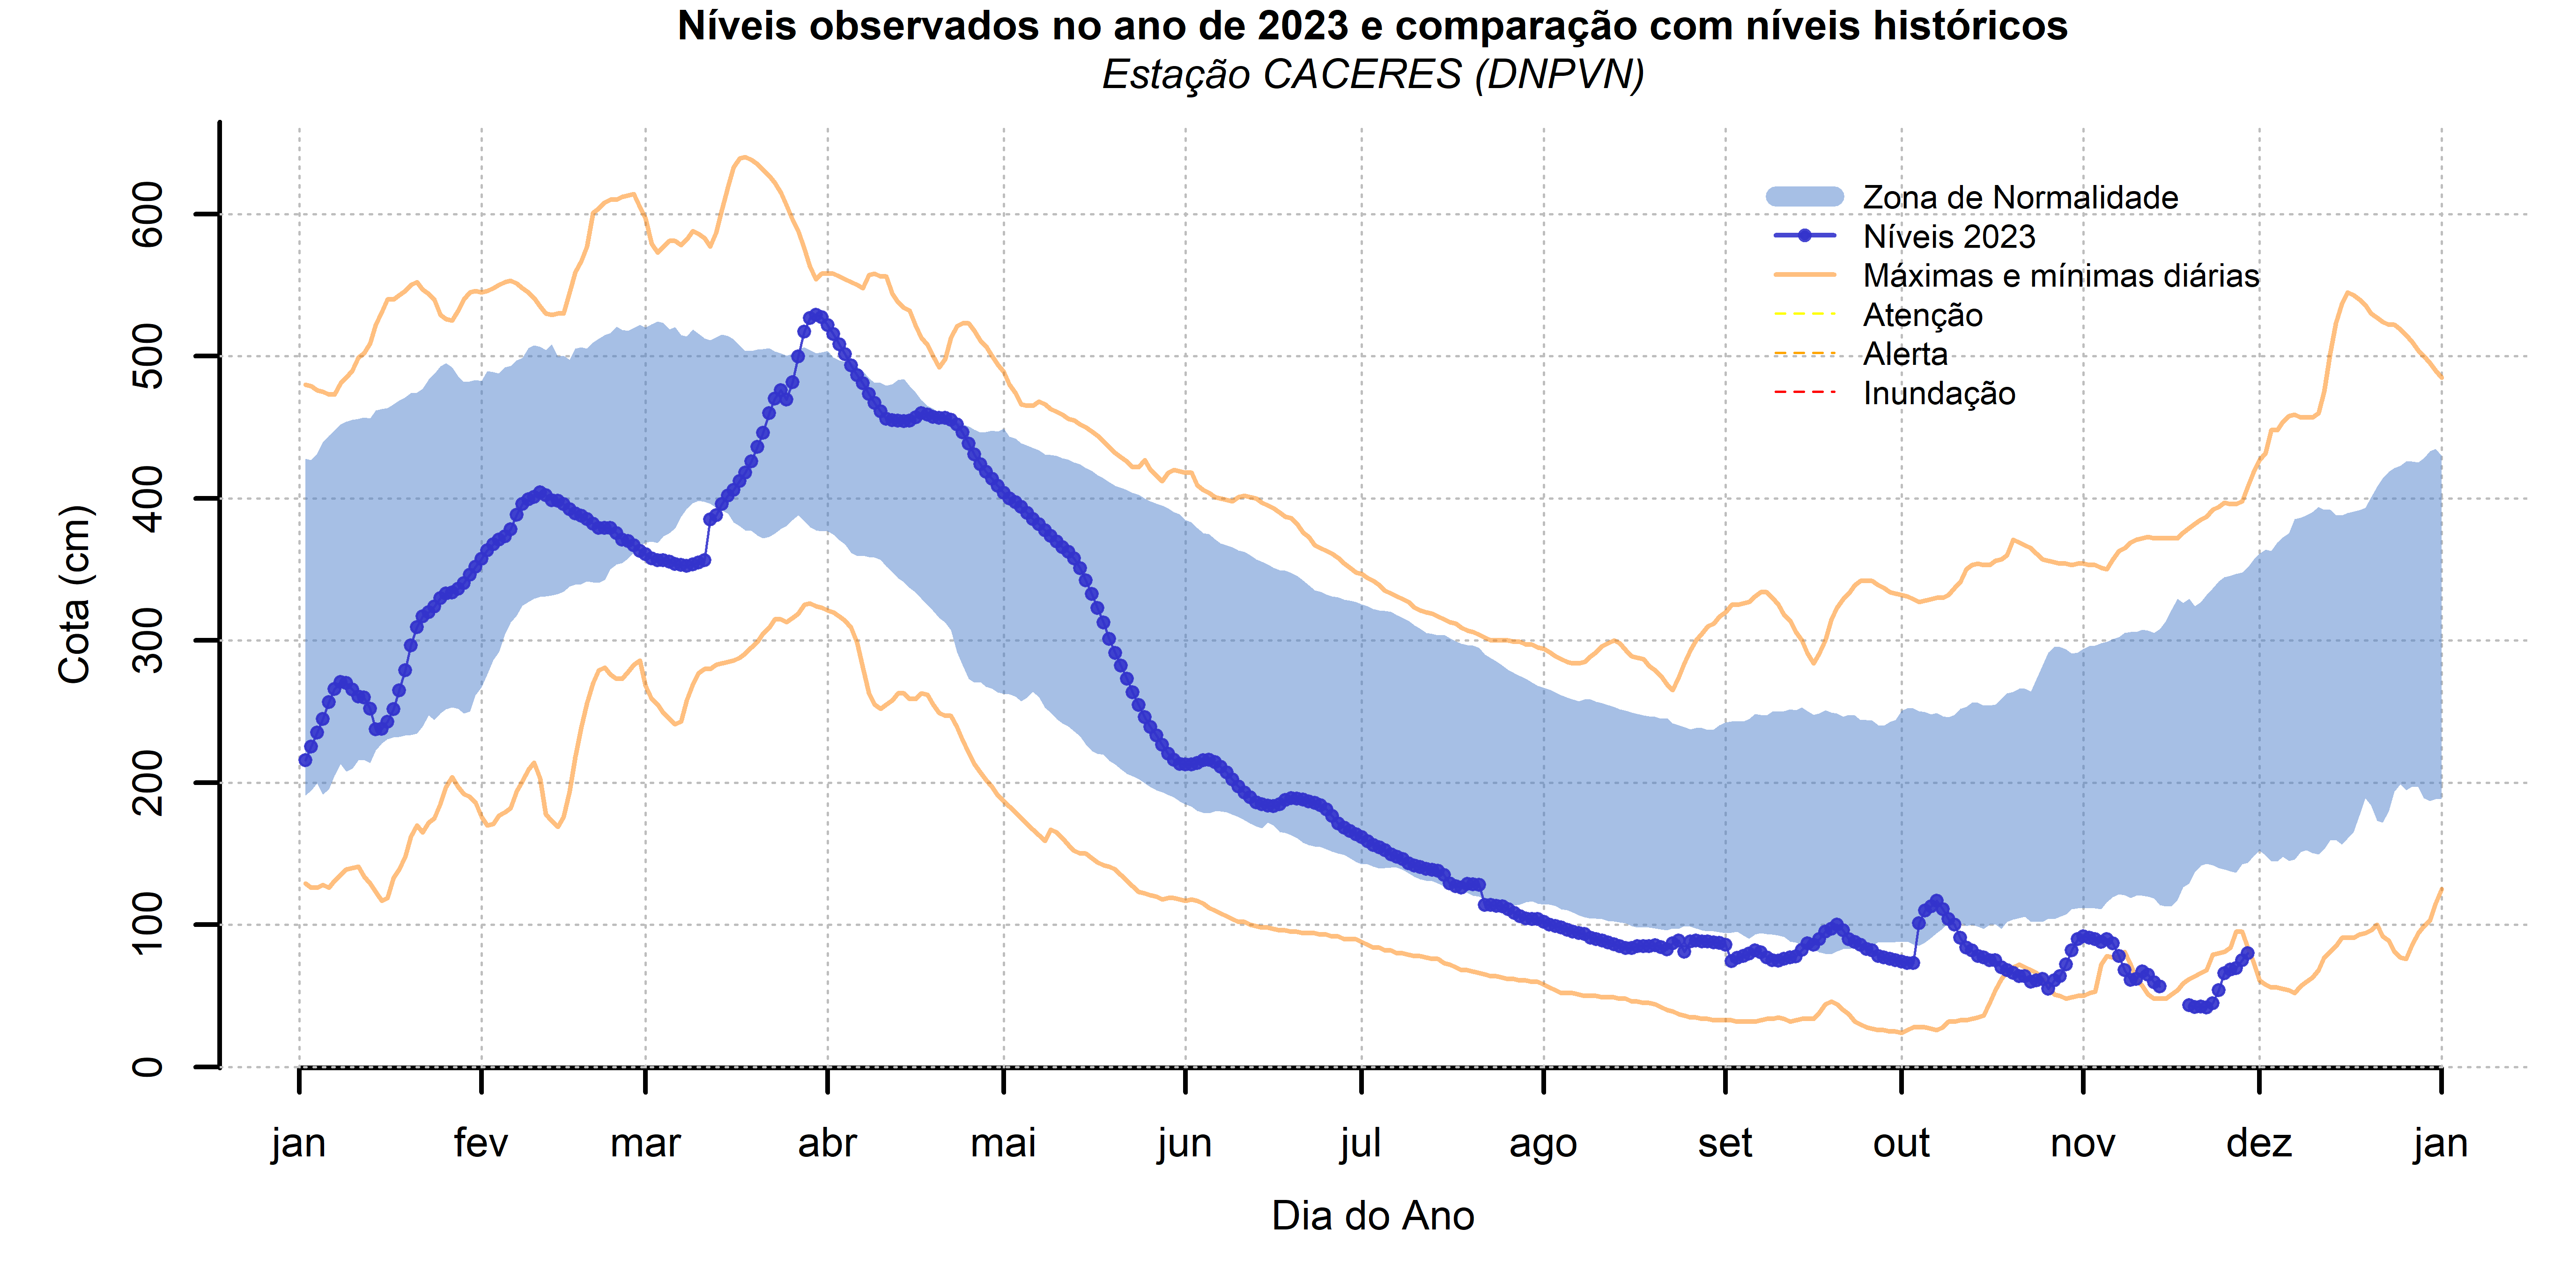 Níveis observados no ano de 2023 e comparação com níveis históricos
Estação CACERES (DNPVN)
Cota (cm)
600
500
400
300
200
100
0
Zona de Normalidade
Níveis 2023
Máximas e mínimas diárias
Atenção
Alerta
Inundação
jan fev mar abr mai jun jul ago set out nov dez jan
Dia do Ano